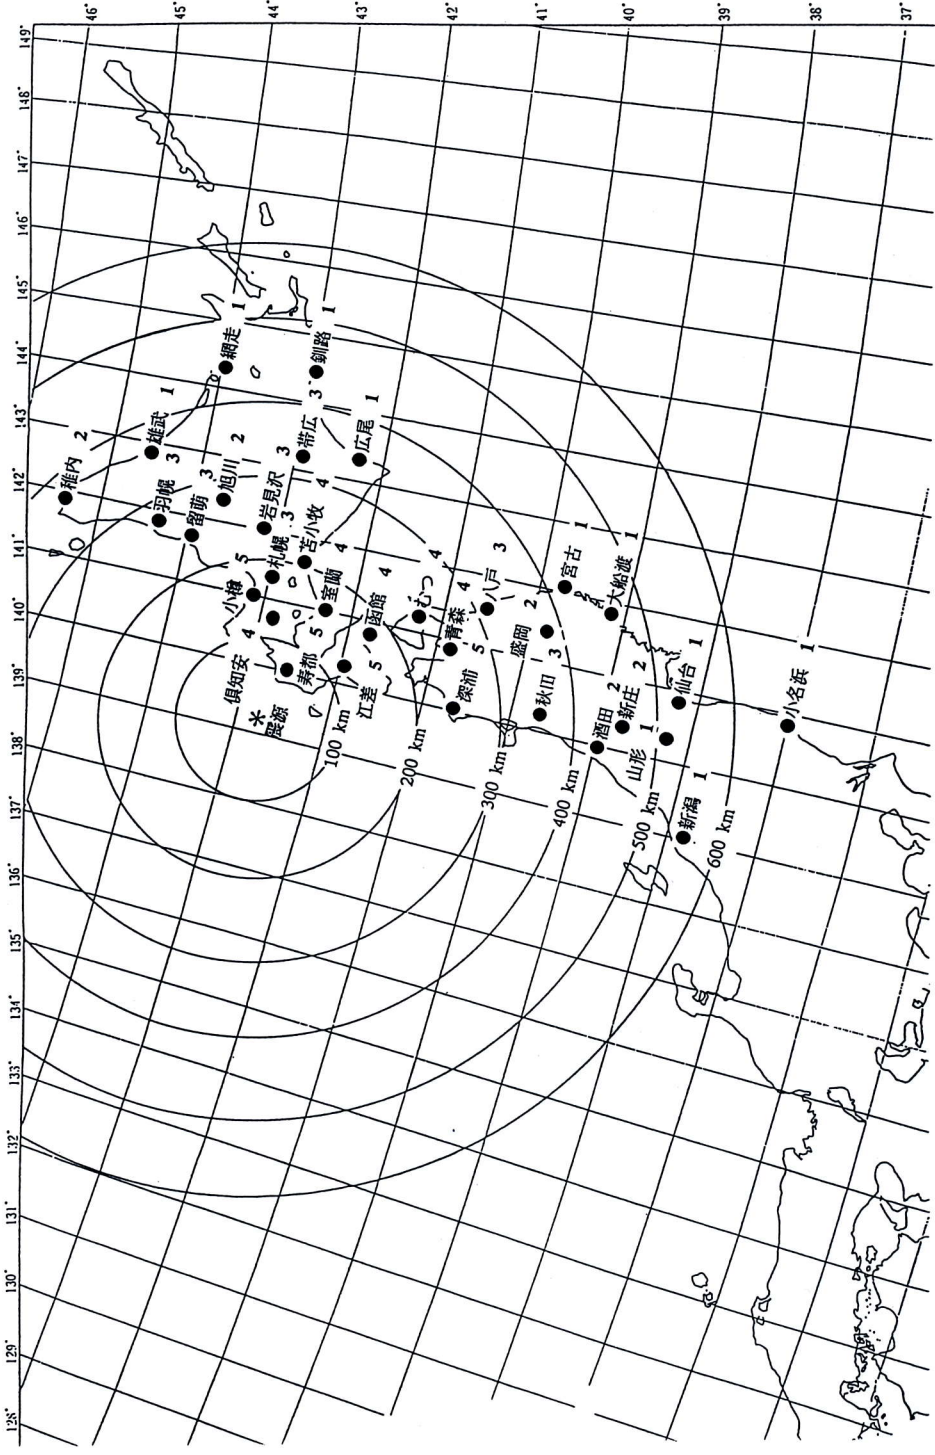 149° 148° 147° 146° 145° 144° 143° 142° 141° 140° 139° 138° 137° 136° 135° 134° 133° 132° 131° 130° 129° 128°
46°
45°
44°
43°
42°
41°
40°
39°
38°
37°
稚内 2
雄武 1
網走 1
釧路 1
羽幌 3
留萌 3
旭川 2
帯広 3
広尾 1
岩見沢 3
札幌 3
苫小牧 4
小樽 5
倶知安 4
室蘭 4
寿都 5
函館 4
江差 5
むつ 4
青森 4
八戸 3
深浦 5
盛岡 2
宮古 1
大船渡 1
秋田 3
酒田 2
新庄 2
仙台 1
山形 1
新潟 1
小名浜 1
震源
100 km
200 km
300 km
400 km
500 km
600 km